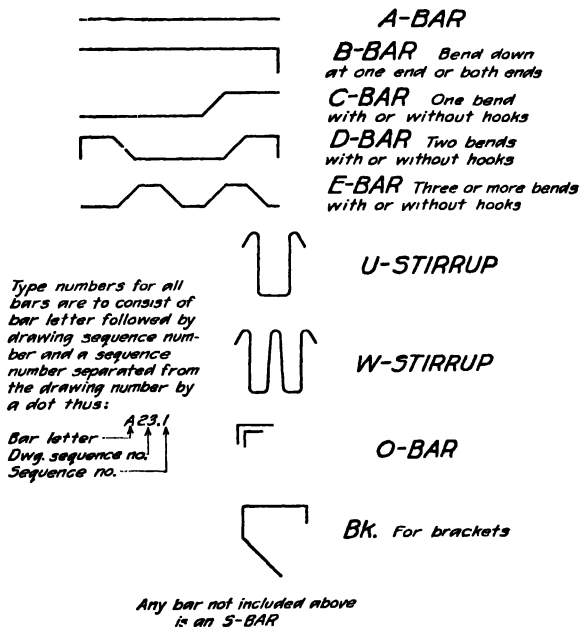 A-BAR
B-BAR Bend down
at one end or both ends
C-BAR One bend
with or without hooks
D-BAR Two bends
with or without hooks
E-BAR Three or more bends
with or without hooks
U-STIRRUP
Type numbers for all
bars are to consist of
bar letter followed by
drawing sequence num-
ber and a sequence
number separated from
the drawing number by
a dot thus:
A23.1
Bar letter
Dwg. sequence no.
Sequence no.
W-STIRRUP
O-BAR
BK. For brackets
Any bar not included above
is an S-BAR